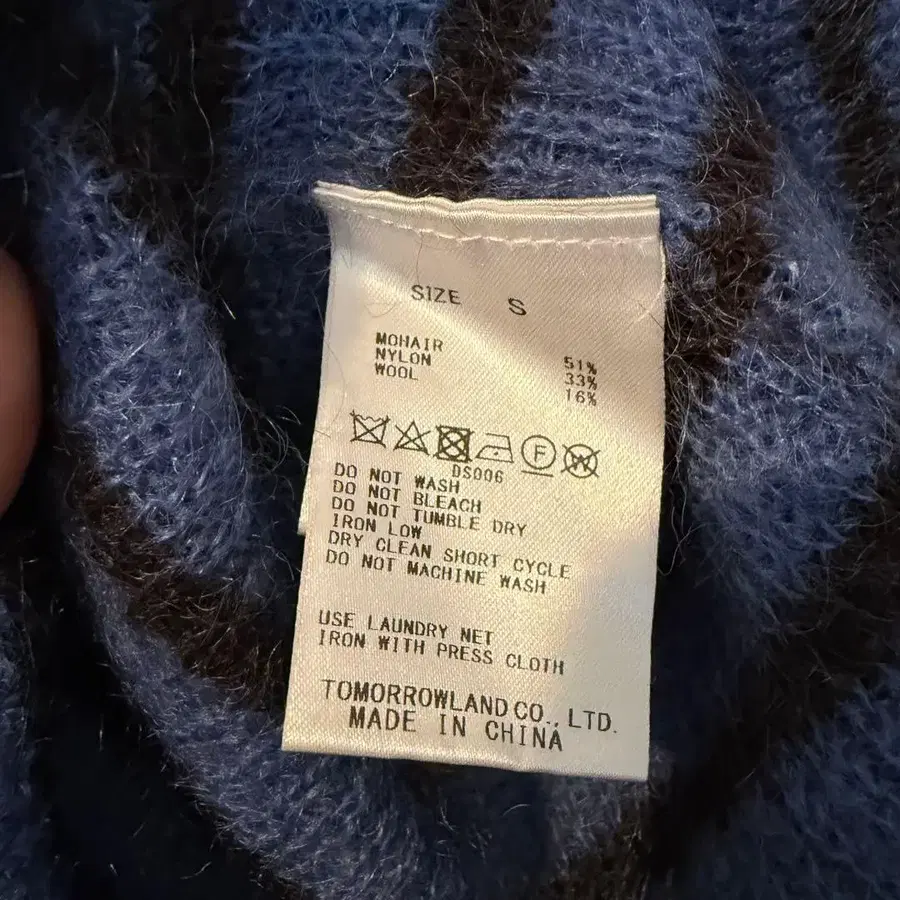 SIZE S
MOHAIR 51%
NYLON 33%
WOOL 16%
F W
DS006
DO NOT WASH
DO NOT BLEACH
DO NOT TUMBLE DRY
IRON LOW
DRY CLEAN SHORT CYCLE
DO NOT MACHINE WASH
USE LAUNDRY NET
IRON WITH PRESS CLOTH
TOMORROWLAND CO., LTD.
MADE IN CHINA